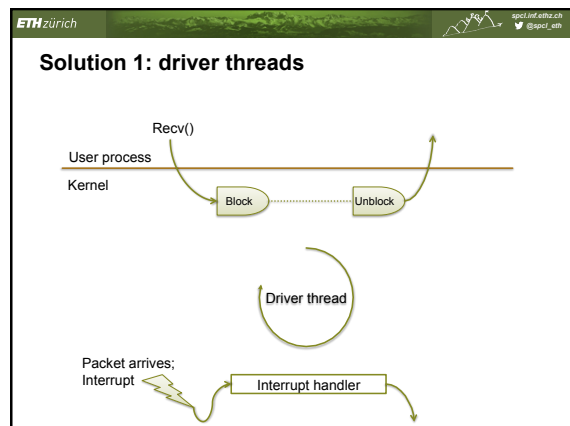 ETH zürich
spcl.inf.ethz.ch
@spcl_eth
Solution 1: driver threads
Recv()
User process
Kernel
Block
Unblock
Driver thread
Packet arrives;
Interrupt
Interrupt handler